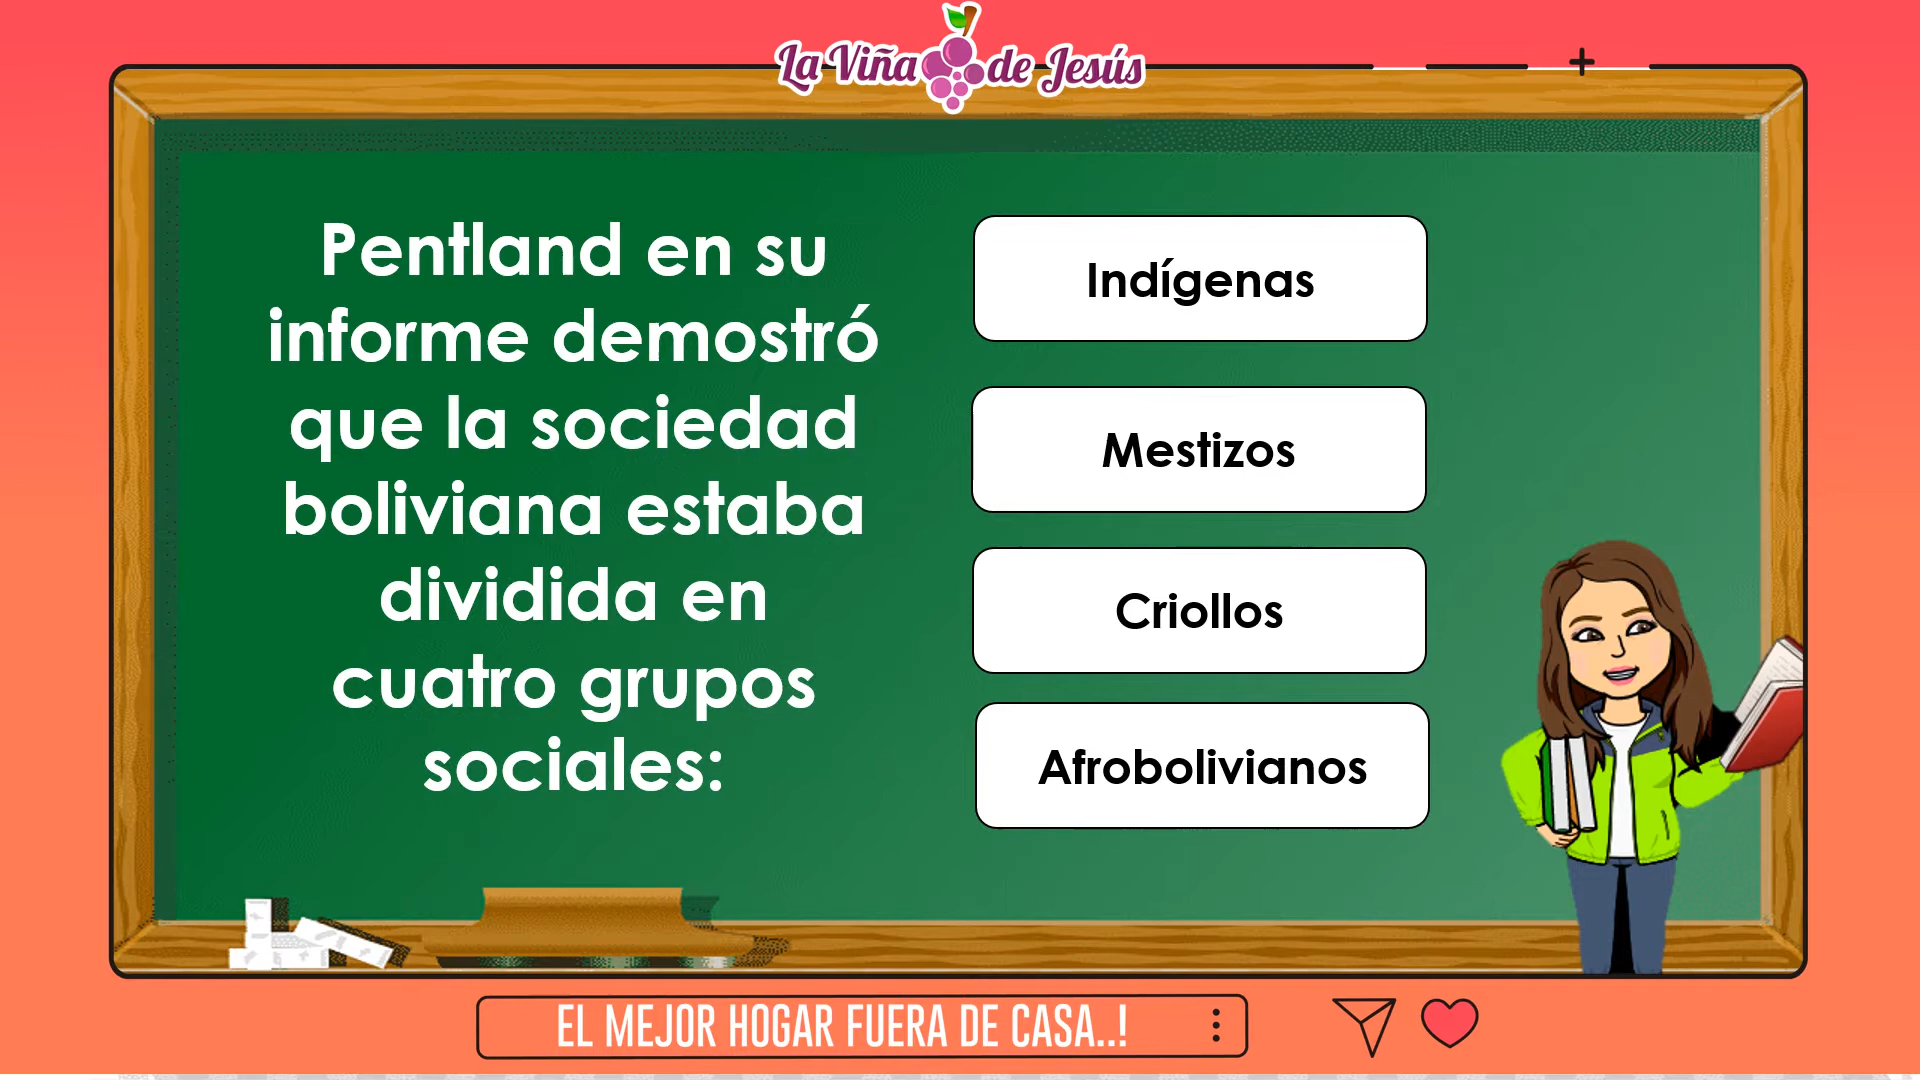 La Viña de Jesús
Pentland en su
informe demostró
que la sociedad
boliviana estaba
dividida en
cuatro grupos
sociales:
Indígenas
Mestizos
Criollos
Afrobolivianos
EL MEJOR HOGAR FUERA DE CASA..!